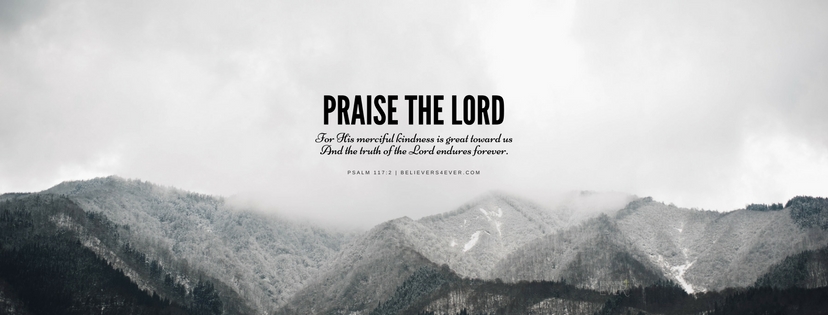 PRAISE THE LORD
For His merciful kindness is great toward us
And the truth of the Lord endures forever.
PSALM 117:2 | BELIEVERS4EVER.COM